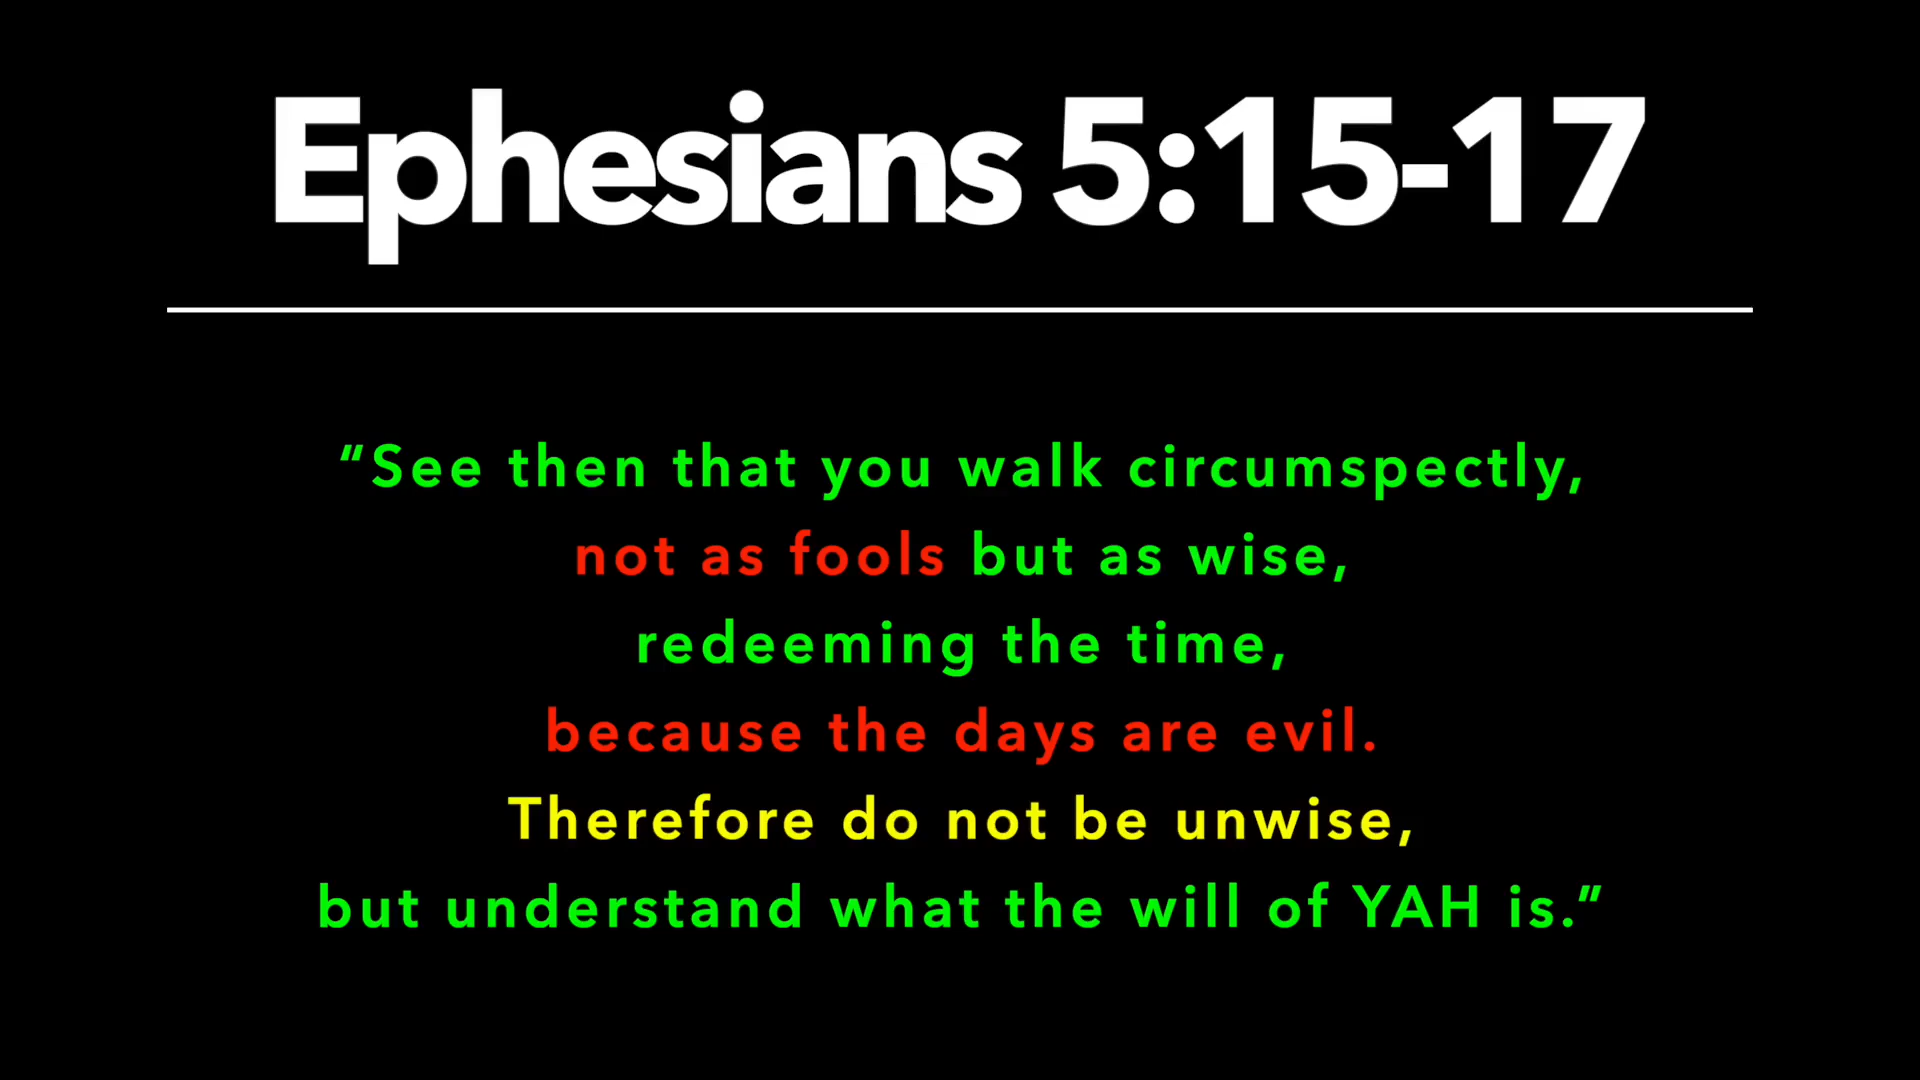 Ephesians 5:15-17
“See then that you walk circumspectly,
not as fools but as wise,
redeeming the time,
because the days are evil.
Therefore do not be unwise,
but understand what the will of YAH is.”